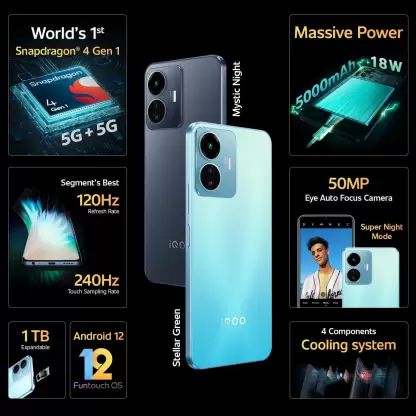 World's 1st
Snapdragon® 4 Gen 1
Snapdragon
4
Gen 1
5G + 5G
Mystic Night
Massive Power
5000mAh 18W
Segment's Best
120Hz
Refresh Rate
240Hz
Touch Sampling Rate
iQOO
iQOO
Stellar Green
50MP
Eye Auto Focus Camera
Super Night
Mode
1 TB
Expandable
Android 12
12
Funtouch OS
4 Components
Cooling system